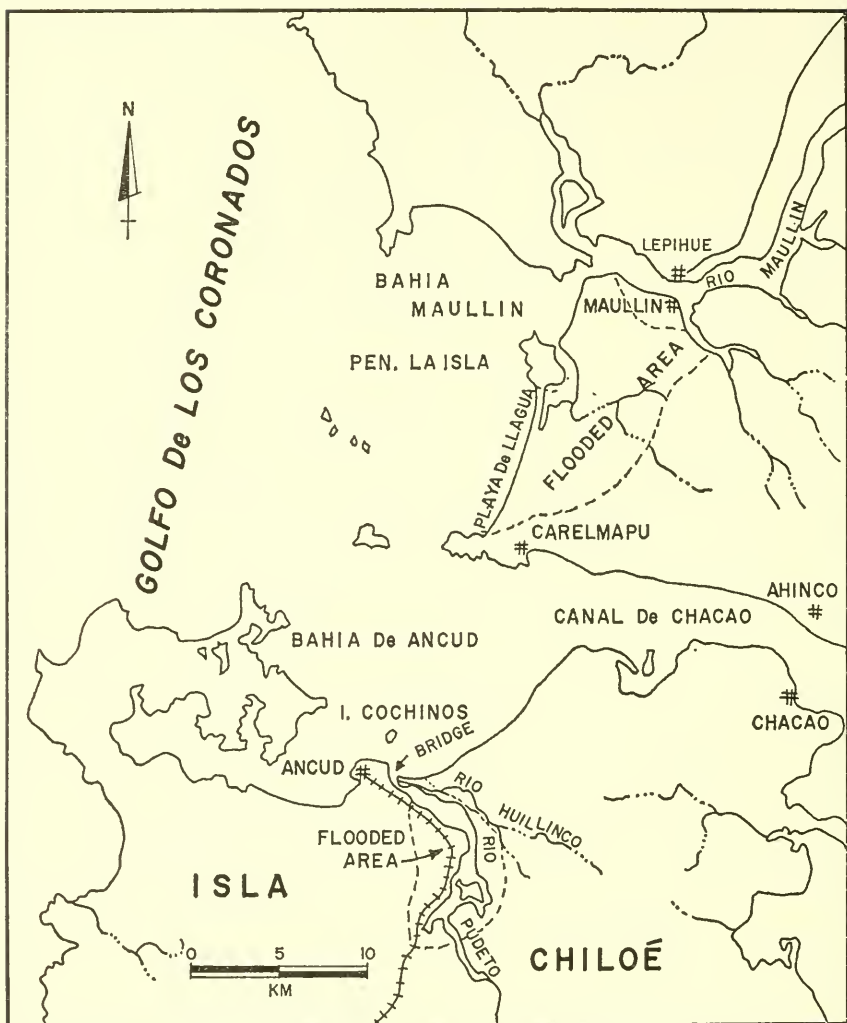 N
GOLFO De LOS CORONADOS
BAHIA
MAULLIN
PEN. LA ISLA
LEPIHUE
RIO
MAULLIN
MAULLIN
FLOODED
AREA
PLAYA De LLAGUA
CARELMAPU
AHINCO
CANAL De CHACAO
BAHIA De ANCUD
I. COCHINOS
BRIDGE
CHACAO
ANCUD
RIO
HUILLINCO
FLOODED
AREA
RIO
PUDETO
ISLA
CHILOÉ
0 5 10
KM